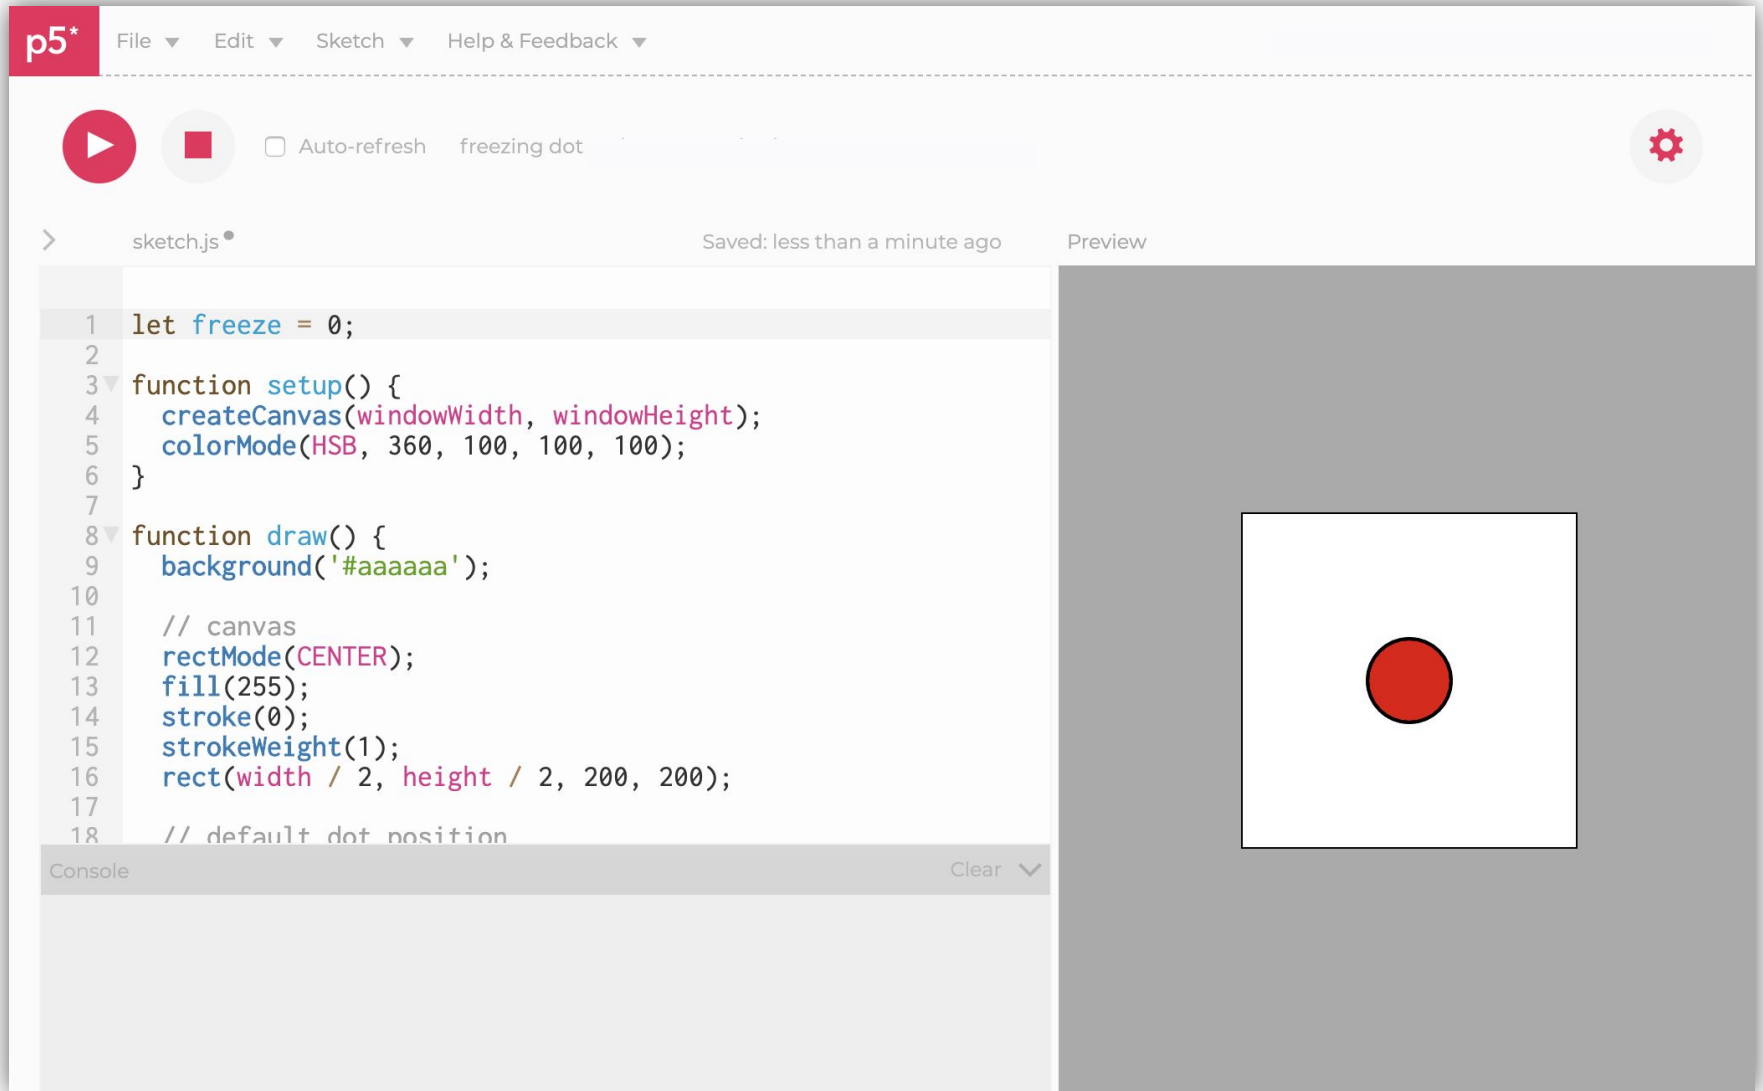 p5* File Edit Sketch Help & Feedback
Auto-refresh freezing dot
sketch.js Saved: less than a minute ago Preview
1 let freeze = 0;
2
3 function setup() {
4 createCanvas(windowWidth, windowHeight);
5 colorMode(HSB, 360, 100, 100, 100);
6 }
7
8 function draw() {
9 background('#aaaaaa');
10
11 // canvas
12 rectMode(CENTER);
13 fill(255);
14 stroke(0);
15 strokeWeight(1);
16 rect(width / 2, height / 2, 200, 200);
17
18 // default dot position
Console Clear